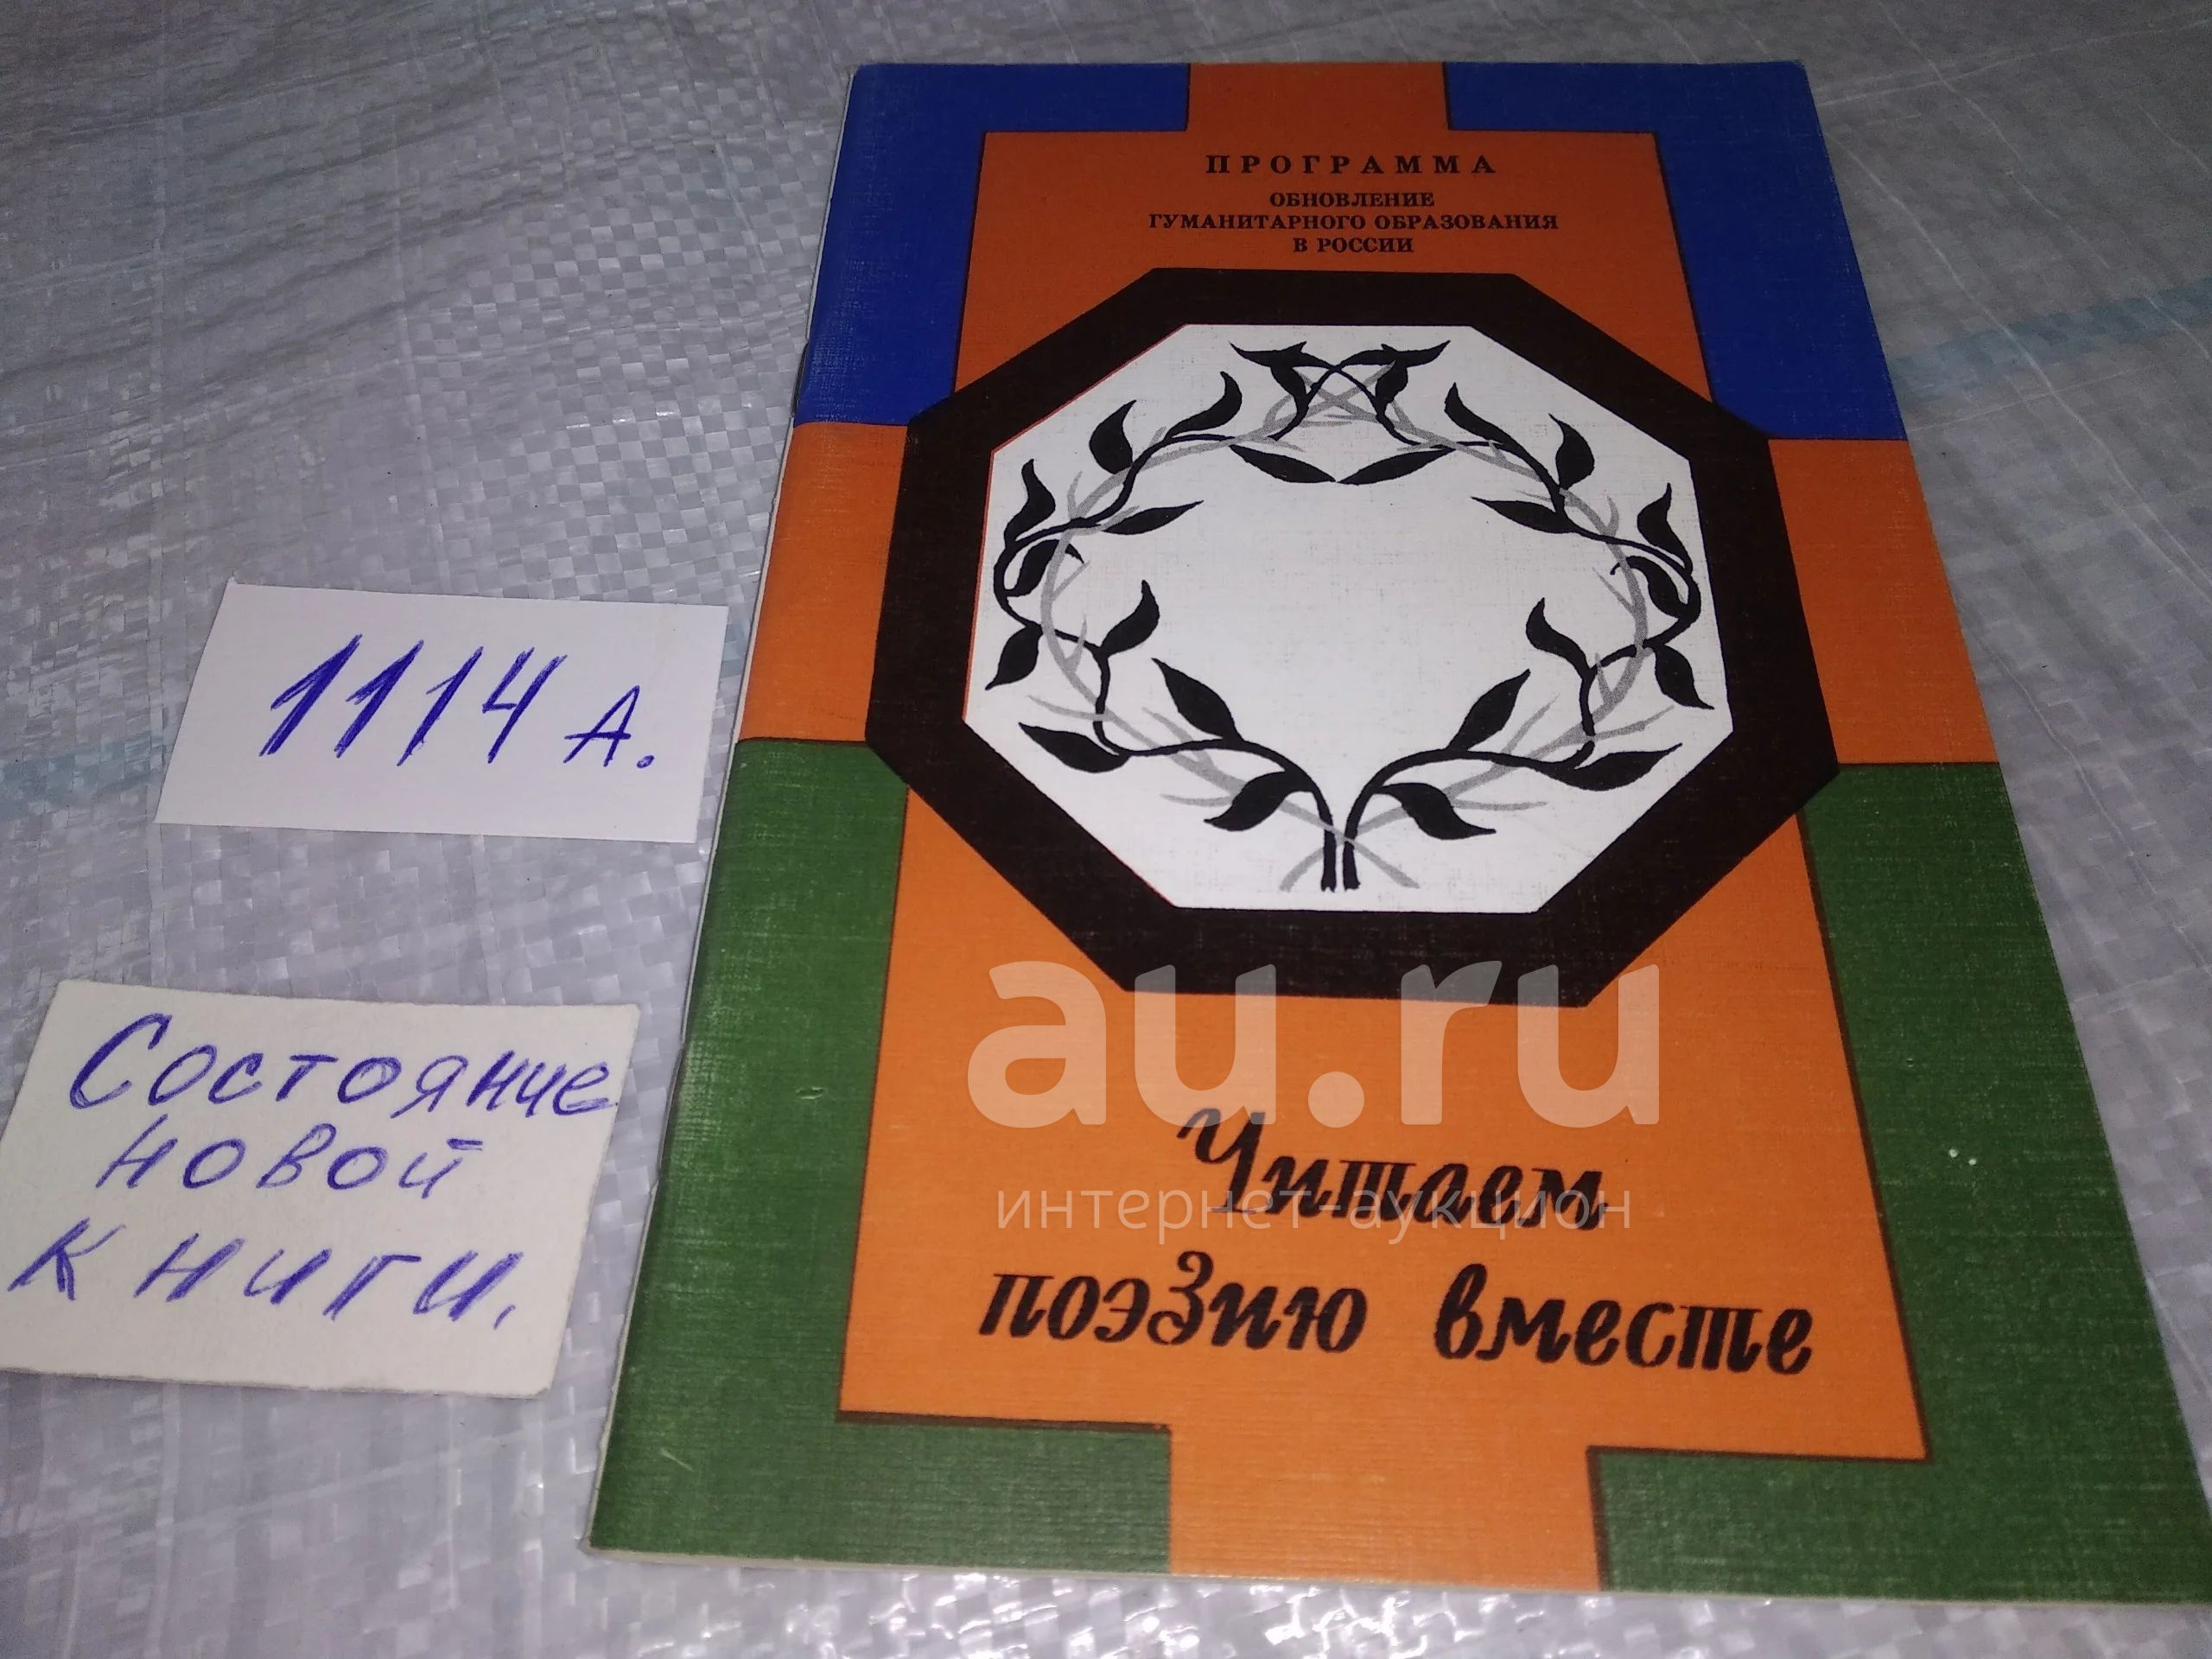 ПРОГРАММА
ОБНОВЛЕНИЕ
ГУМАНИТАРНОГО ОБРАЗОВАНИЯ
В РОССИИ
1114 А.
Состояние
новой
книги.
au.ru
интернет-аукцион
Читаем
поэзию вместе